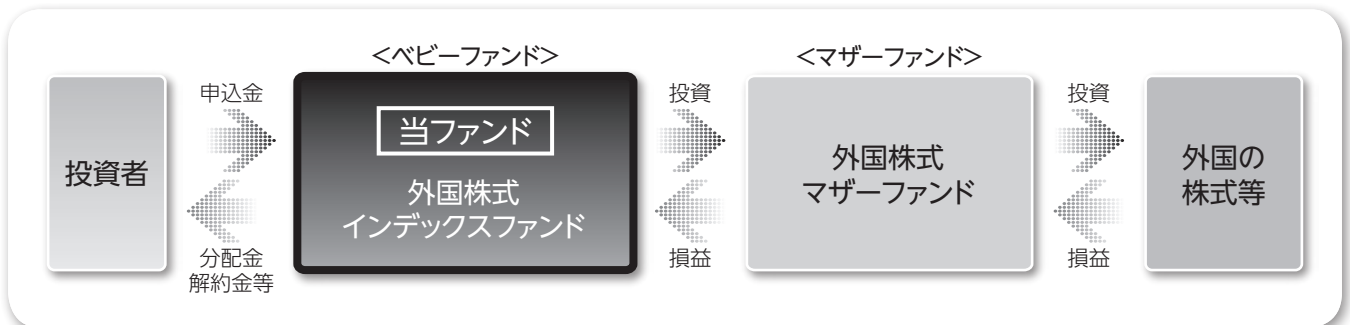 投資者
申込金
分配金
解約金等
<ベビーファンド>
当ファンド
外国株式
インデックスファンド
投資
損益
<マザーファンド>
外国株式
マザーファンド
投資
損益
外国の
株式等